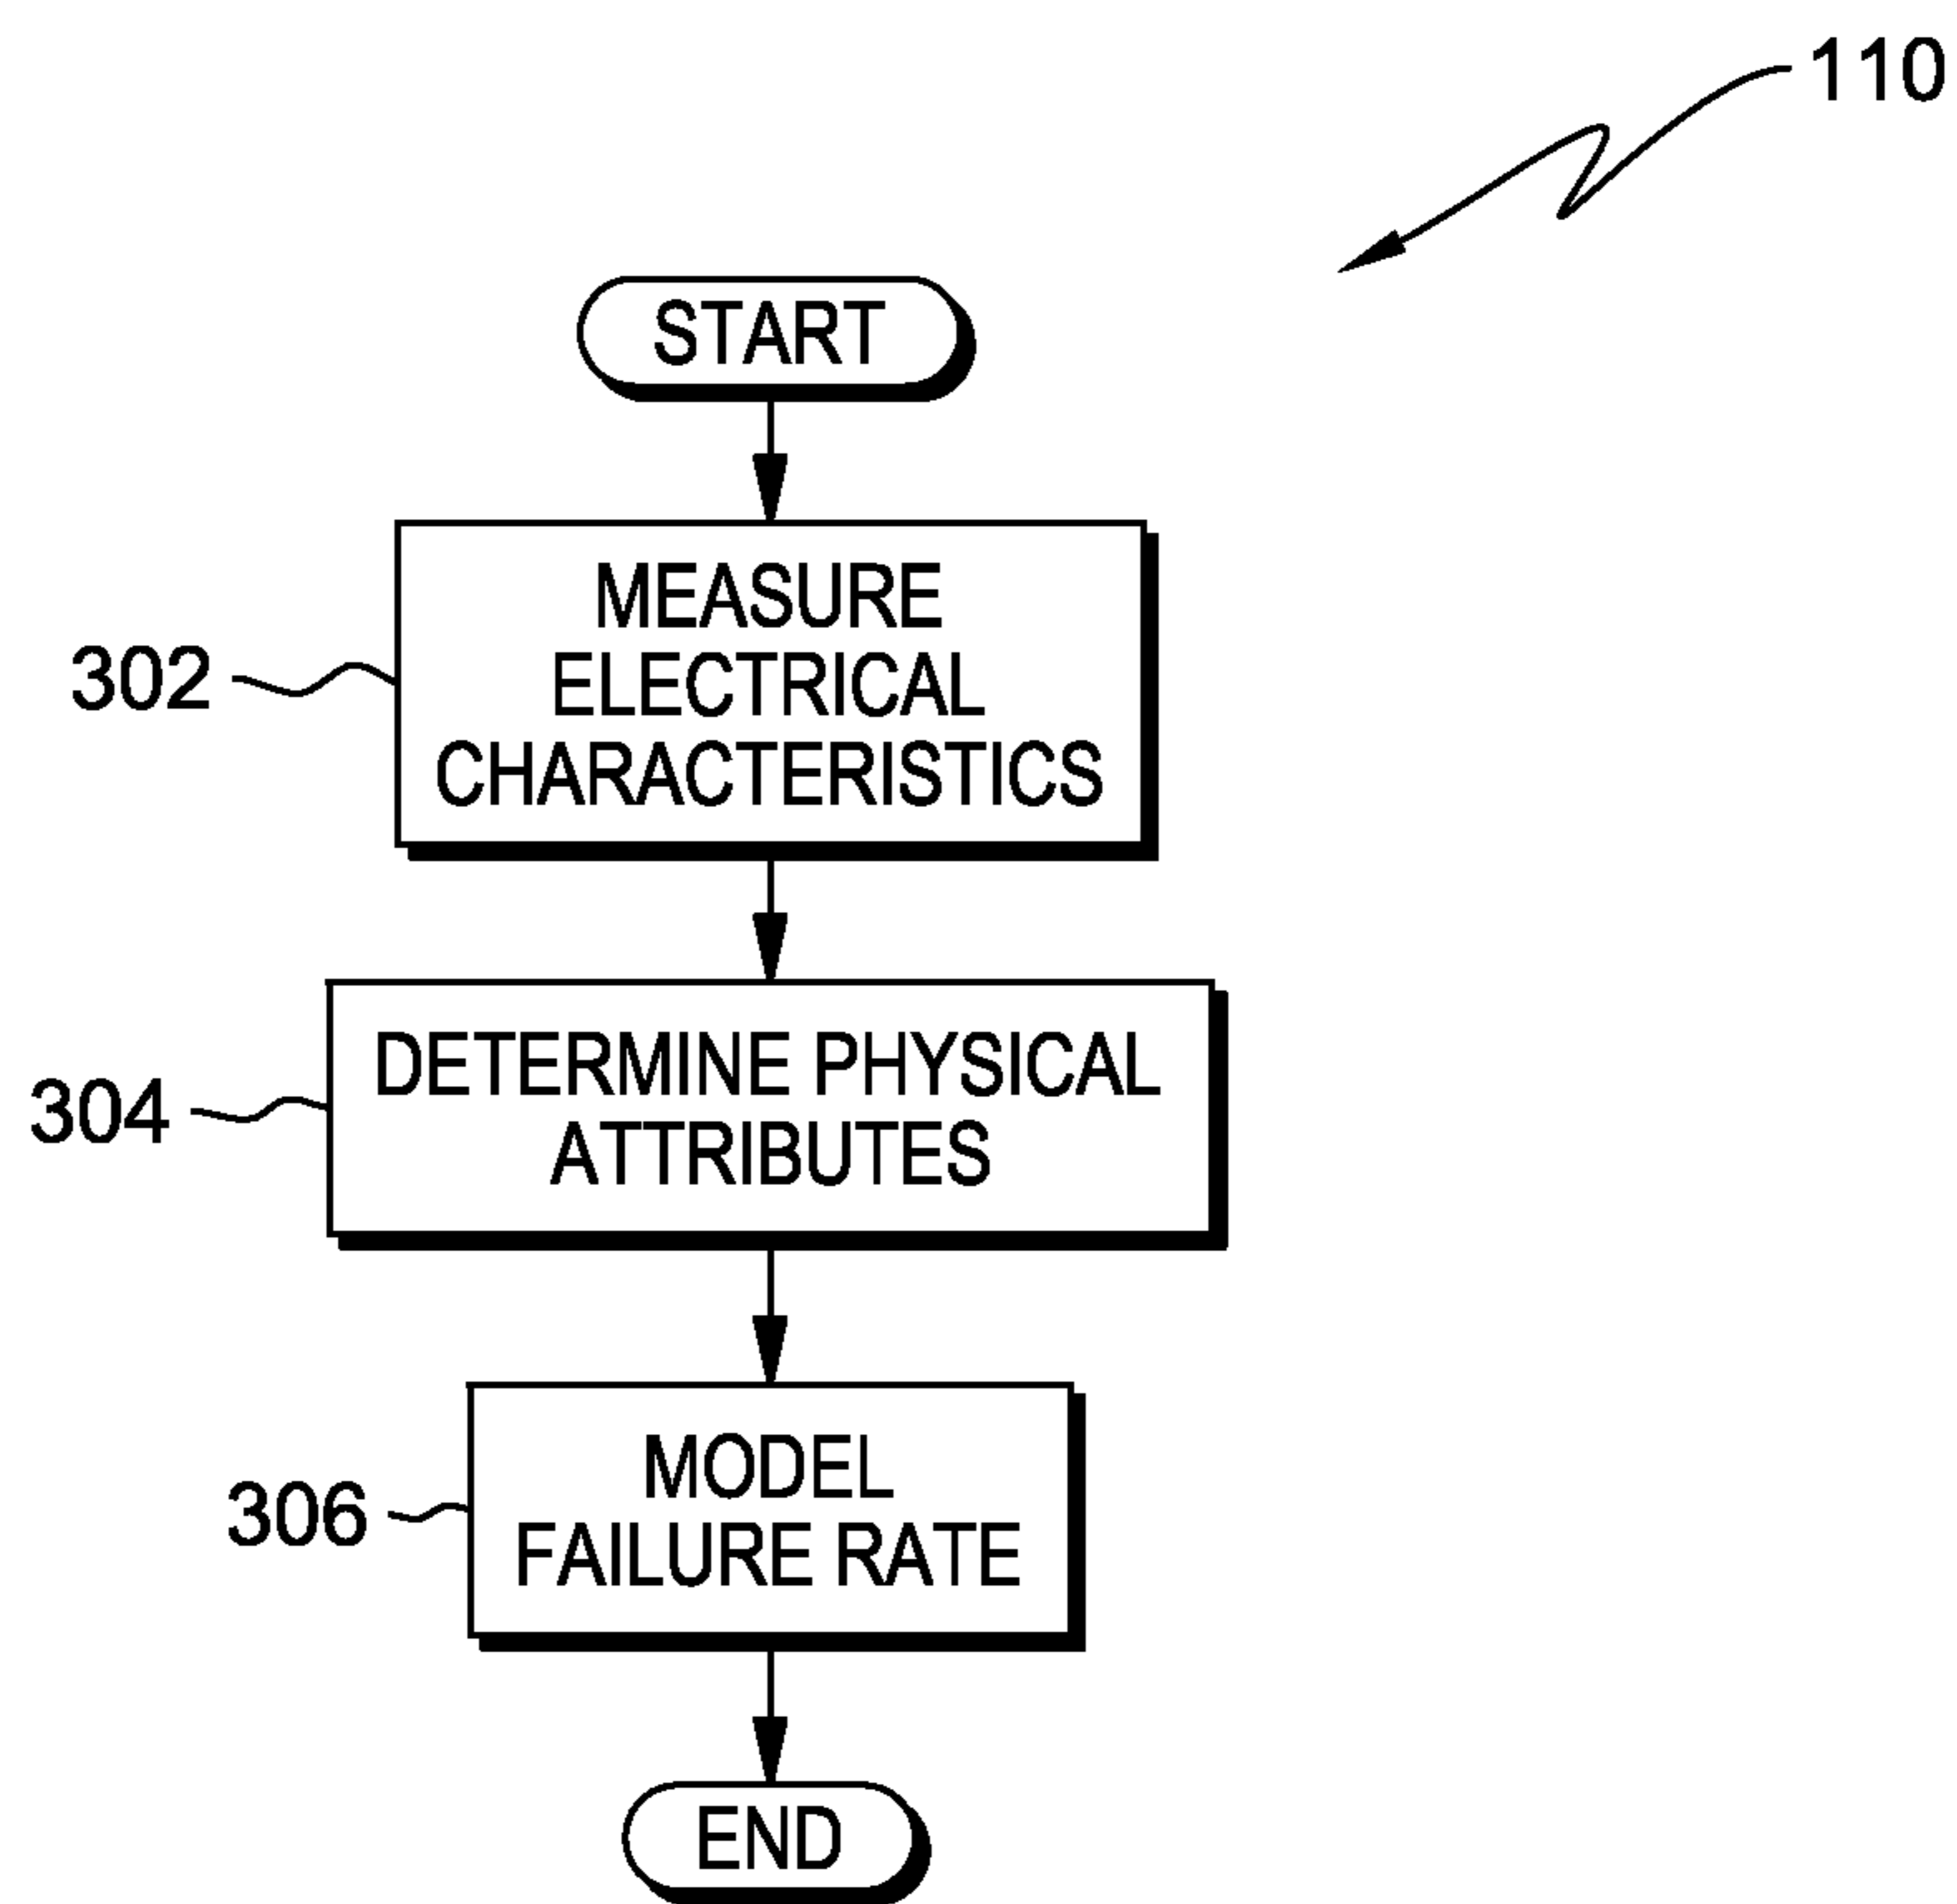 110
START
302
MEASURE
ELECTRICAL
CHARACTERISTICS
304
DETERMINE PHYSICAL
ATTRIBUTES
306
MODEL
FAILURE RATE
END